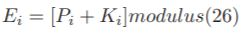 E_i = [P_i + K_i]modulus(26)